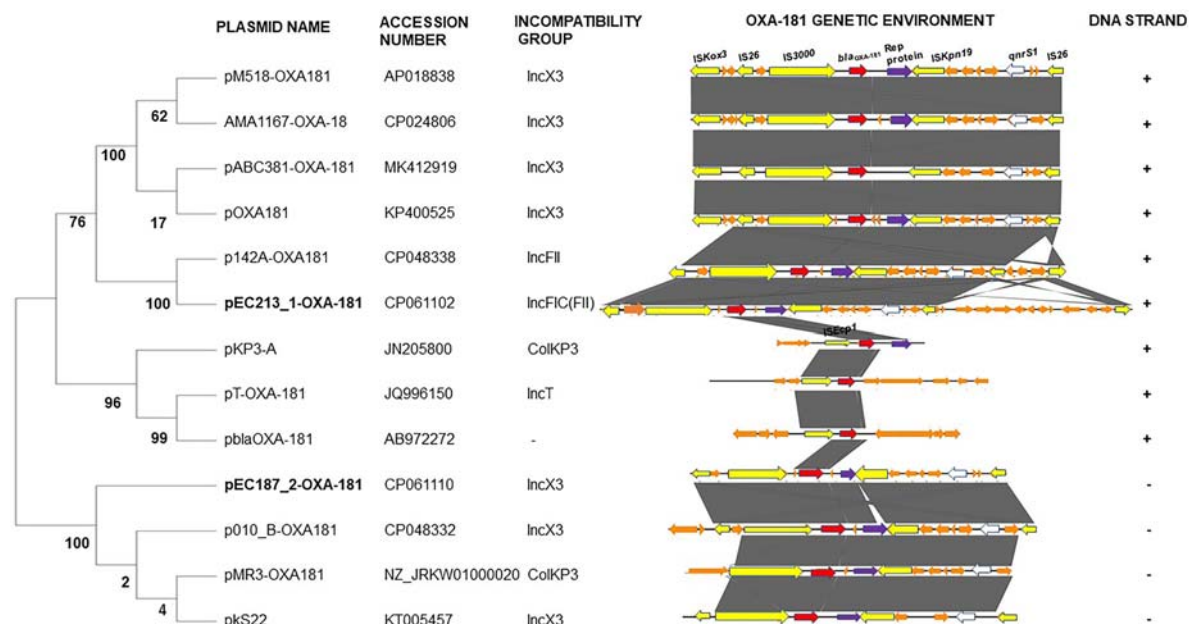 PLASMID NAME ACCESSION NUMBER INCOMPATIBILITY GROUP OXA-181 GENETIC ENVIRONMENT DNA STRAND
ISKox3 IS26 IS3000 blaOXA-181 Rep protein ISKpn19 qnrS1 IS26
pM518-OXA181 AP018838 IncX3 +
62 AMA1167-OXA-18 CP024806 IncX3 +
100
pABC381-OXA-181 MK412919 IncX3 +
76 17 pOXA181 KP400525 IncX3 +
p142A-OXA181 CP048338 IncFII +
100 pEC213_1-OXA-181 CP061102 IncFIC(FII) +
ISEcp1
pKP3-A JN205800 ColKP3 +
96 pT-OXA-181 JQ996150 IncT +
99 pblaOXA-181 AB972272 - +
pEC187_2-OXA-181 CP061110 IncX3 -
100 p010_B-OXA181 CP048332 IncX3 -
2 pMR3-OXA181 NZ_JRKW01000020 ColKP3 -
4 pkS22 KT005457 IncX3 -